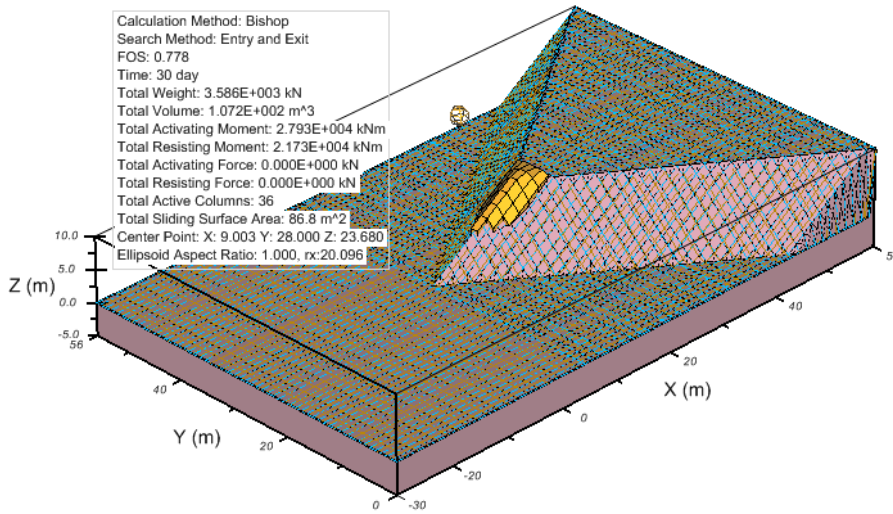 Calculation Method: Bishop
Search Method: Entry and Exit
FOS: 0.778
Time: 30 day
Total Weight: 3.586E+003 kN
Total Volume: 1.072E+002 m^3
Total Activating Moment: 2.793E+004 kNm
Total Resisting Moment: 2.173E+004 kNm
Total Activating Force: 0.000E+000 kN
Total Resisting Force: 0.000E+000 kN
Total Active Columns: 36
Total Sliding Surface Area: 86.8 m^2
Center Point: X: 9.003 Y: 28.000 Z: 23.680
Ellipsoid Aspect Ratio: 1.000, rx:20.096
10.0
5.0
Z (m)
0.0
-5.0
56
40
Y (m)
20
0
-30
-20
0
X (m)
20
40
5